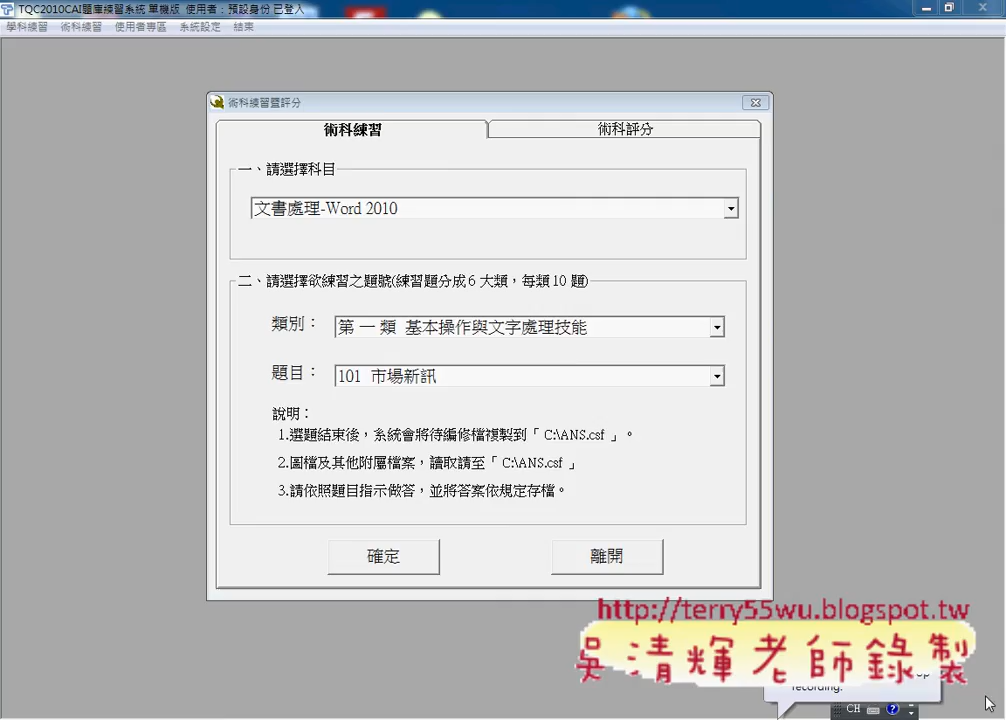 TQC2010CAI題庫練習系統 單機版 使用者：預設身份 已登入
學科練習 術科練習 使用者專區 系統設定 結束
術科練習暨評分
術科練習 術科評分
一、請選擇科目
文書處理-Word 2010
二、請選擇欲練習之題號(練習題分成 6 大類，每類 10 題)
類別： 第 一 類 基本操作與文字處理技能
題目： 101 市場新訊
說明：
1.選題結束後，系統會將待編修檔複製到「 C:\ANS.csf 」。
2.圖檔及其他附屬檔案，讀取請至「 C:\ANS.csf 」
3.請依照題目指示做答，並將答案依規定存檔。
確定 離開
http://terry55wu.blogspot.tw
吳清輝老師錄製
recording.
CH